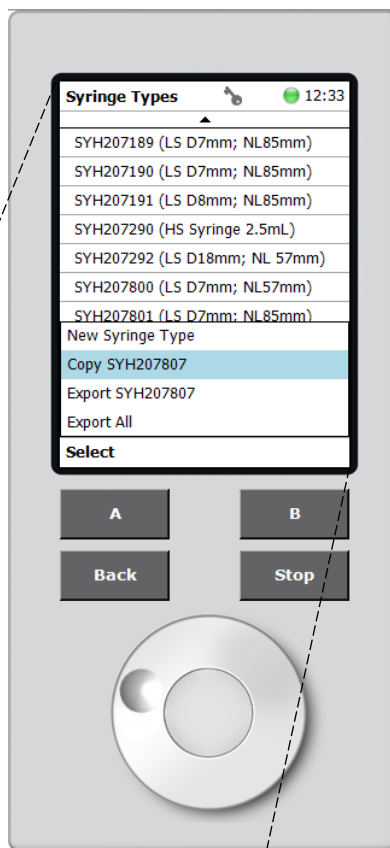 Syringe Types 12:33
SYH207189 (LS D7mm; NL85mm)
SYH207190 (LS D7mm; NL85mm)
SYH207191 (LS D8mm; NL85mm)
SYH207290 (HS Syringe 2.5mL)
SYH207292 (LS D18mm; NL 57mm)
SYH207800 (LS D7mm; NL57mm)
SYH207801 (LS D7mm; NL85mm)
New Syringe Type
Copy SYH207807
Export SYH207807
Export All
Select
A B
Back Stop